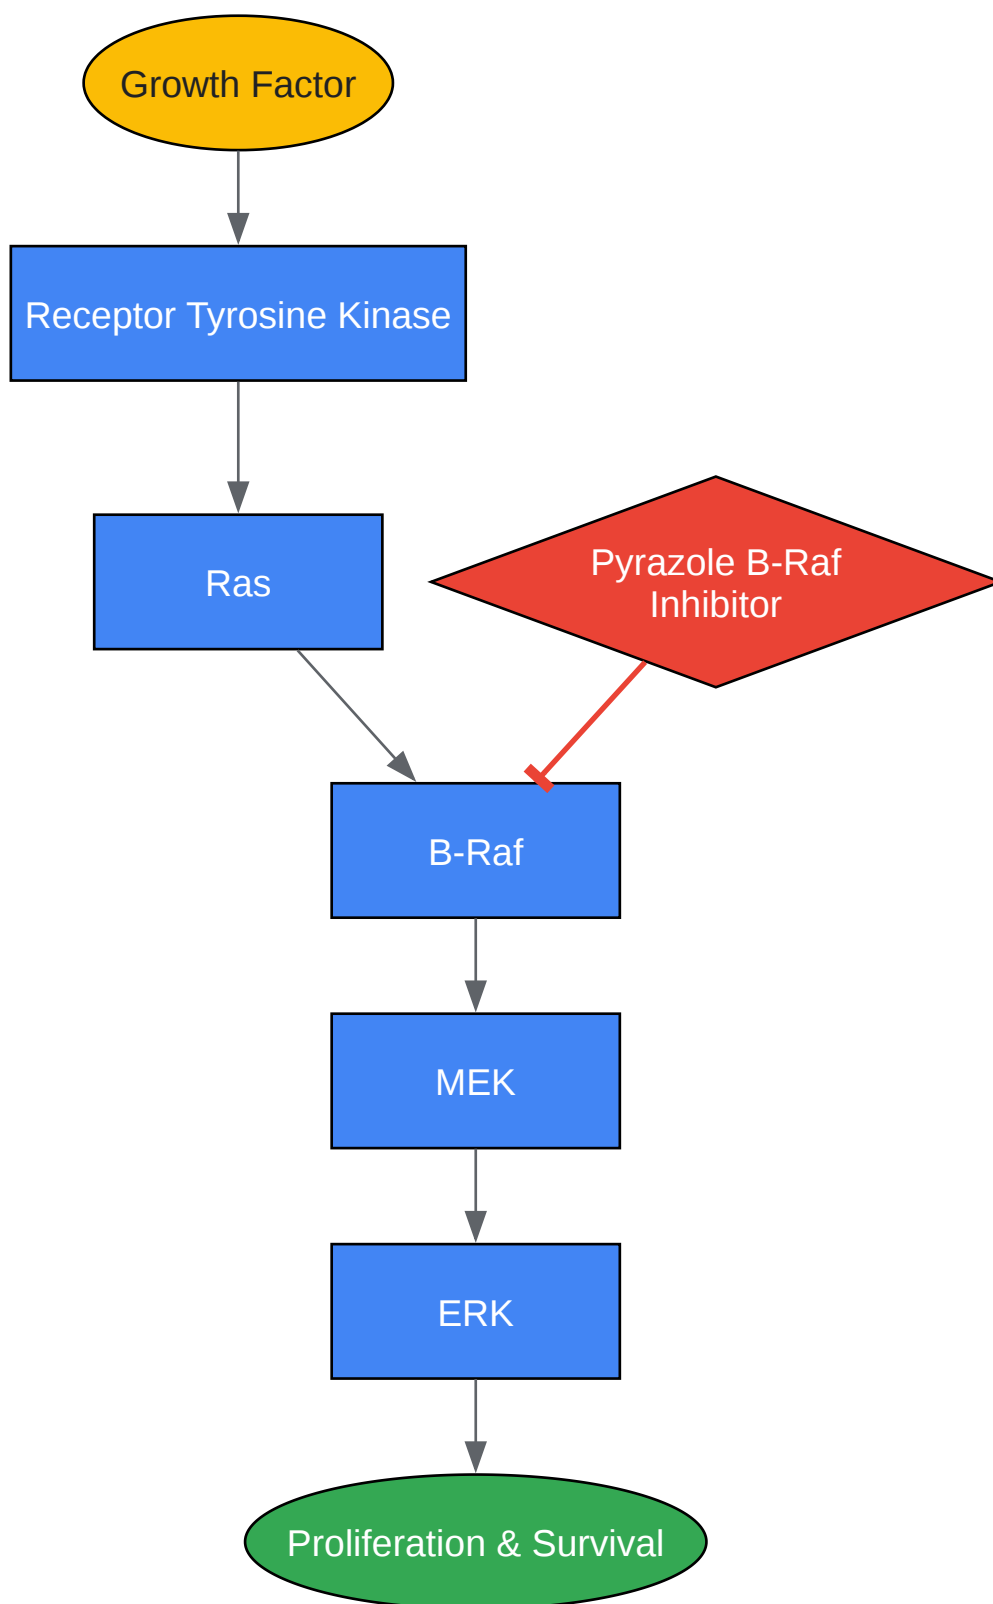 Growth Factor
Receptor Tyrosine Kinase
Ras
Pyrazole B-Raf
Inhibitor
B-Raf
MEK
ERK
Proliferation & Survival